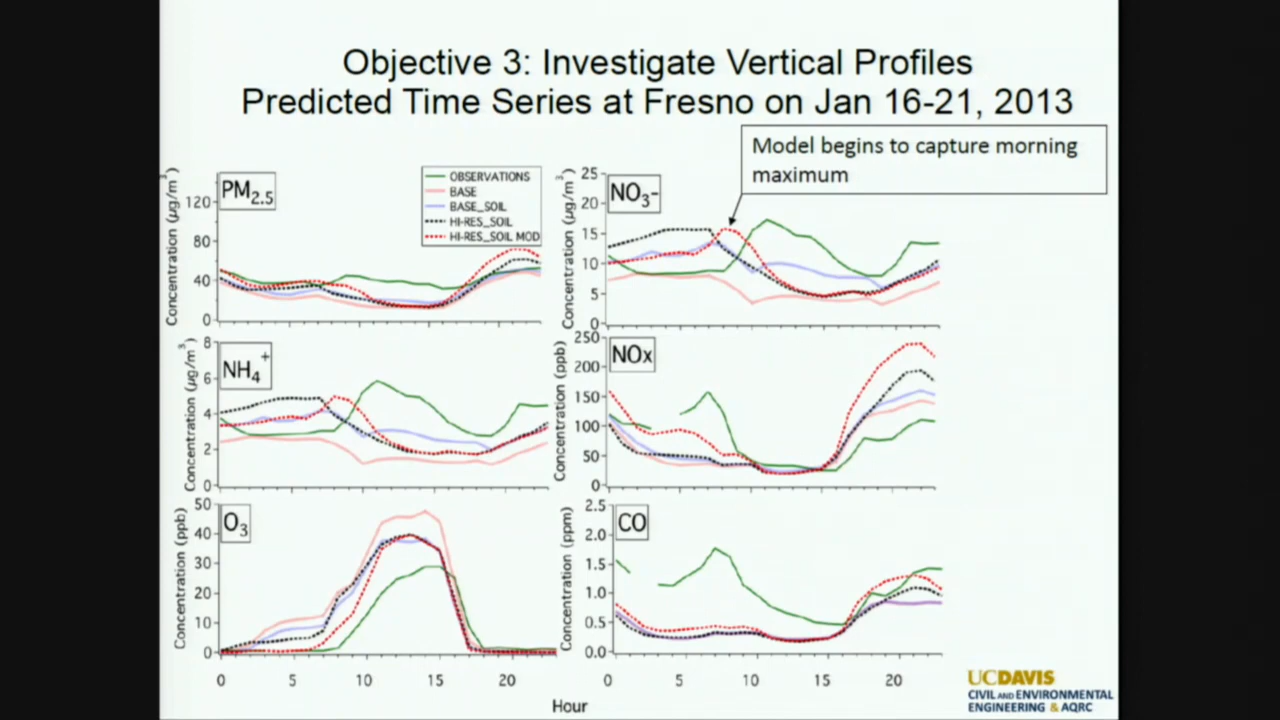 Objective 3: Investigate Vertical Profiles
Predicted Time Series at Fresno on Jan 16-21, 2013
Model begins to capture morning
maximum
PM2.5
OBSERVATIONS
BASE
BASE_SOIL
HI-RES_SOIL
HI-RES_SOIL MOD
Concentration (μg/m³)
120
80
40
0
NO3-
Concentration (μg/m³)
25
20
15
10
5
0
NH4+
Concentration (μg/m³)
8
6
4
2
0
NOx
Concentration (ppb)
250
200
150
100
50
0
O3
Concentration (ppb)
50
40
30
20
10
0
0 5 10 15 20
CO
Concentration (ppm)
2.5
2.0
1.5
1.0
0.5
0.0
0 5 10 15 20
Hour
UCDAVIS
CIVIL AND ENVIRONMENTAL
ENGINEERING & AQRC